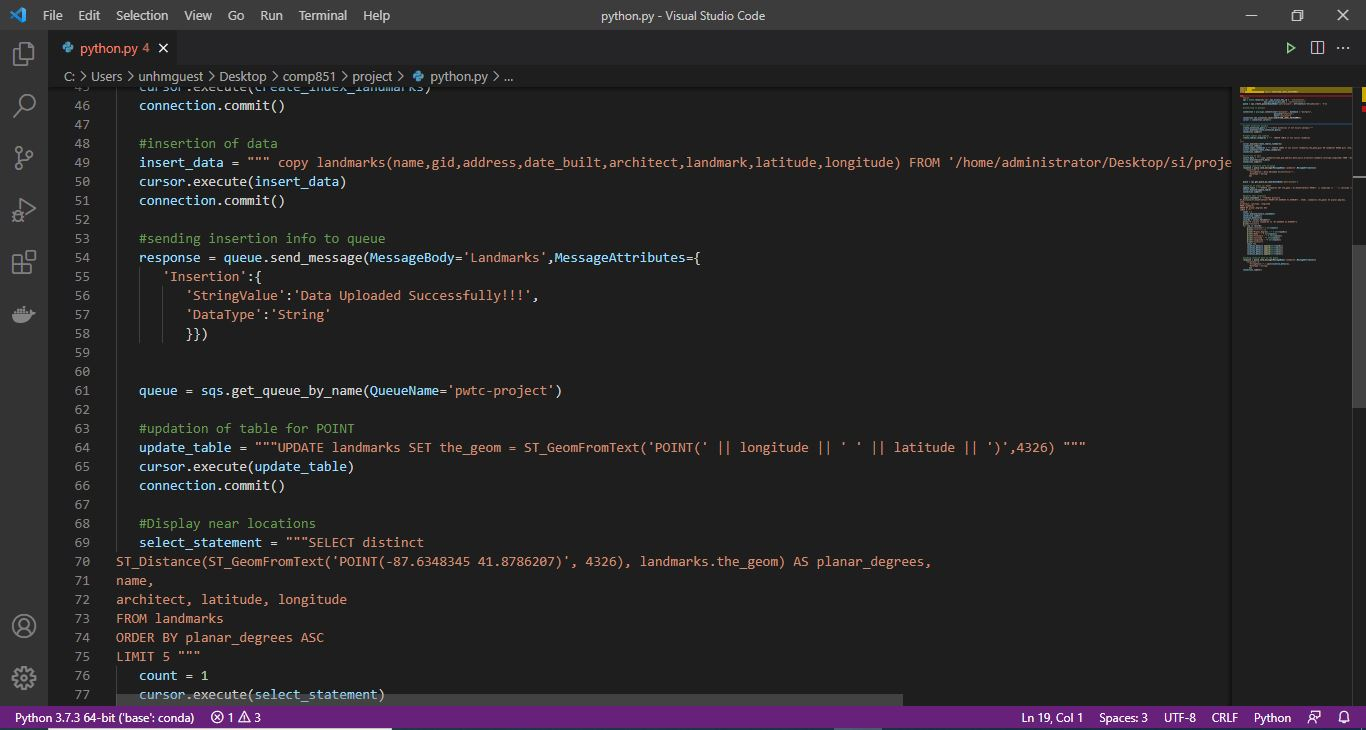 File Edit Selection View Go Run Terminal Help python.py - Visual Studio Code
python.py 4
C: > Users > unhmguest > Desktop > comp851 > project > python.py > ...
45 cursor.execute(create_index_landmarks)
46 connection.commit()
47
48 #insertion of data
49 insert_data = """ copy landmarks(name,gid,address,date_built,architect,landmark,latitude,longitude) FROM '/home/administrator/Desktop/si/proje
50 cursor.execute(insert_data)
51 connection.commit()
52
53 #sending insertion info to queue
54 response = queue.send_message(MessageBody='Landmarks',MessageAttributes={
55 'Insertion':{
56 'StringValue':'Data Uploaded Successfully!!!',
57 'DataType':'String'
58 }})
59
60
61 queue = sqs.get_queue_by_name(QueueName='pwtc-project')
62
63 #updation of table for POINT
64 update_table = """UPDATE landmarks SET the_geom = ST_GeomFromText('POINT(' || longitude || ' ' || latitude || ')',4326) """
65 cursor.execute(update_table)
66 connection.commit()
67
68 #Display near locations
69 select_statement = """SELECT distinct
70 ST_Distance(ST_GeomFromText('POINT(-87.6348345 41.8786207)', 4326), landmarks.the_geom) AS planar_degrees,
71 name,
72 architect, latitude, longitude
73 FROM landmarks
74 ORDER BY planar_degrees ASC
75 LIMIT 5 """
76 count = 1
77 cursor.execute(select_statement)
Python 3.7.3 64-bit ('base': conda) 1 3 Ln 19, Col 1 Spaces: 3 UTF-8 CRLF Python